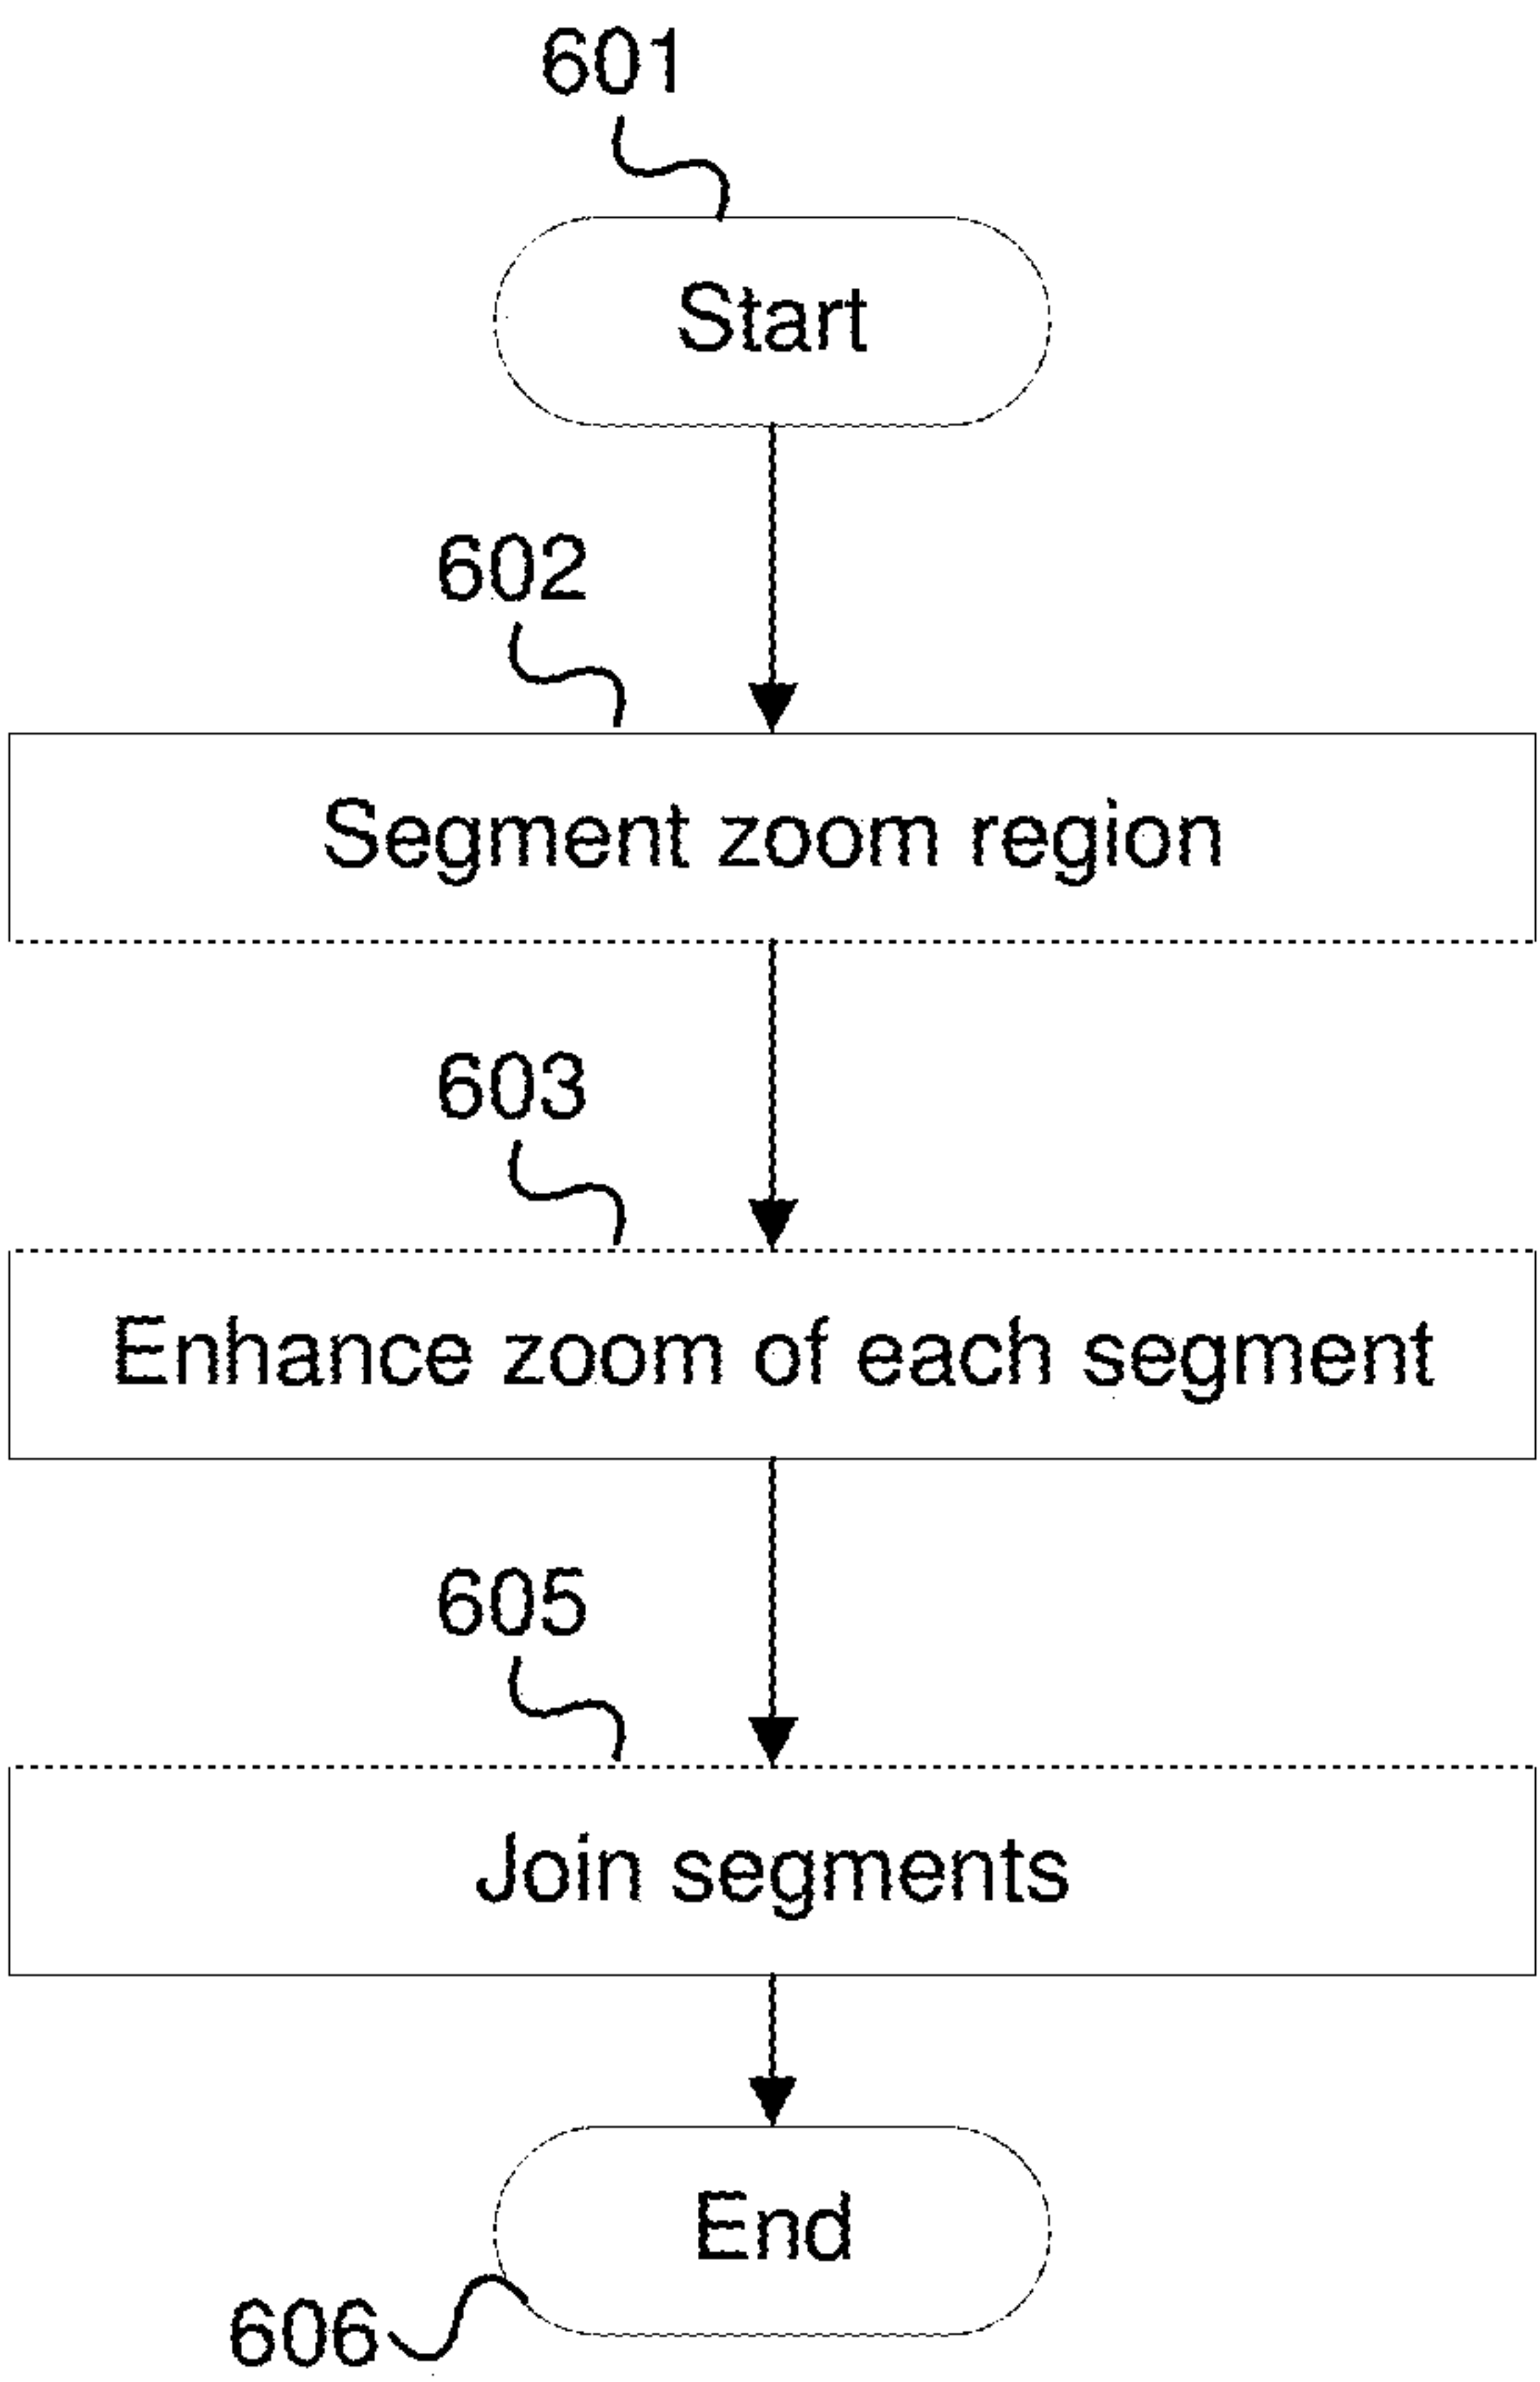 601
Start
602
Segment zoom region
603
Enhance zoom of each segment
605
Join segments
End
606